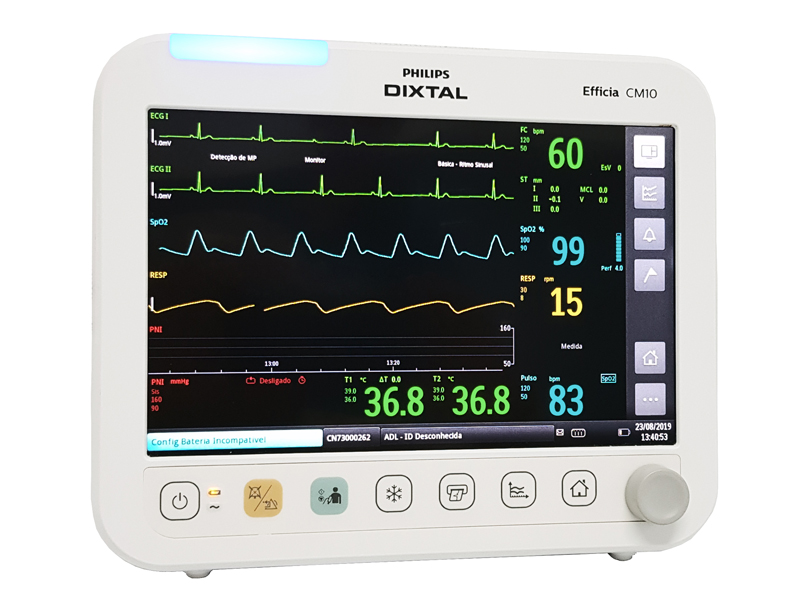 PHILIPS
DIXTAL
Efficia CM10
ECG I
1.0mV
Detecção de MP Monitor Básica - Ritmo Sinusal
FC bpm
120
50
60
EsV 0
ECG II
1.0mV
ST mm
I 0.0 MCL 0.0
II -0.1 V 0.0
III 0.0
SpO2
SpO2 %
100
90
99
Perf 4.0
RESP
RESP rpm
30
8
15
PNI
160
50
13:00 13:20
Medida
PNI mmHg
Desligado
Sis
160
90
T1 °C ΔT 0.0 T2 °C
39.0
36.0
36.8
39.0
36.0
36.8
Pulso bpm
120
50
83
SpO2
Config Bateria Incompatível
CN73000262
ADL - ID Desconhecida
23/08/2019
13:40:53